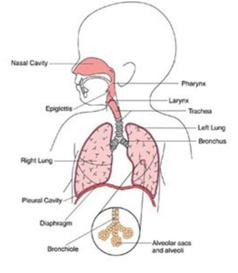 Nasal Cavity
Pharynx
Larynx
Epiglottis
Trachea
Left Lung
Bronchus
Right Lung
Pleural Cavity
Diaphragm
Bronchiole
Alveolar sacs
and alveoli